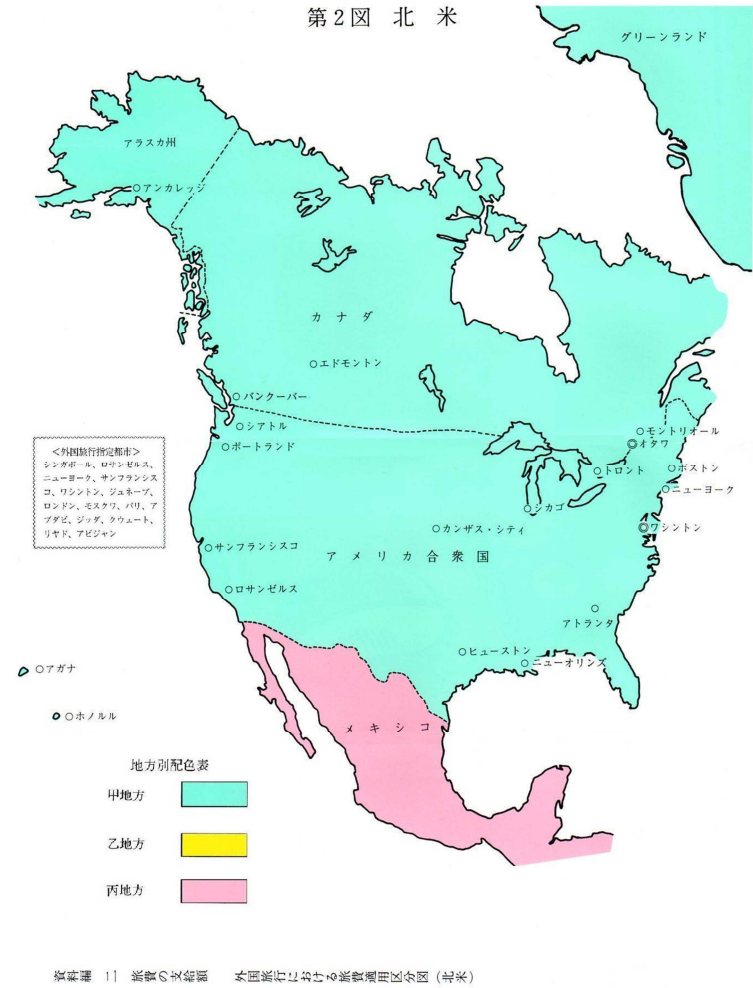 第2図 北米
グリーンランド
アラスカ州
アンカレッジ
カナダ
エドモントン
バンクーバー
シアトル
ポートランド
モントリオール
オタワ
トロント
ボストン
ニューヨーク
シカゴ
ワシントン
カンザス・シティ
<外国旅行指定都市>
シンガポール、ロサンゼルス、
ニューヨーク、サンフランシス
コ、ワシントン、ジュネーブ、
ロンドン、モスクワ、パリ、ア
ブダビ、ジッダ、クウェート、
リヤド、アビジャン
サンフランシスコ
アメリカ合衆国
ロサンゼルス
アトランタ
ヒューストン
ニューオリンズ
アガナ
ホノルル
メキシコ
地方別配色表
甲地方
乙地方
丙地方
資料編 二 旅費の支給額 外国旅行における旅費適用区分図(北米)